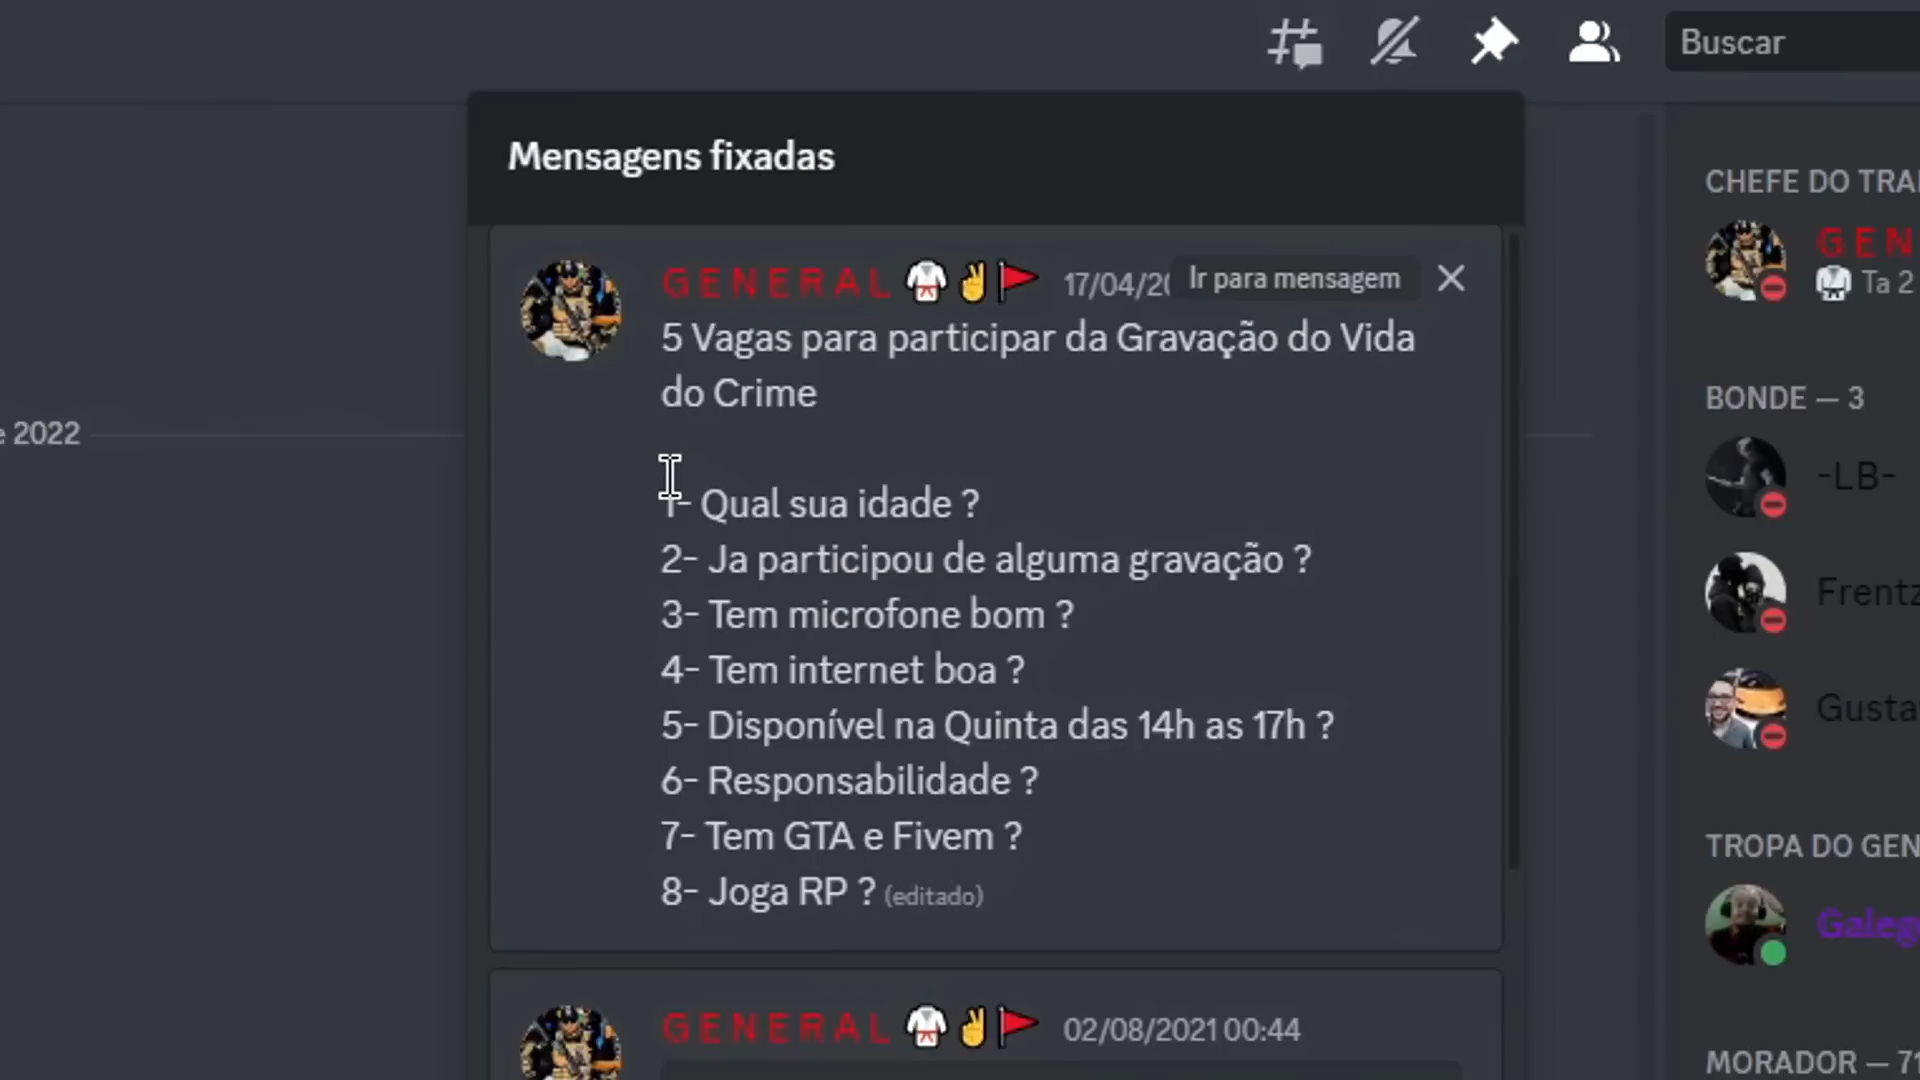 Buscar
Mensagens fixadas
GENERAL 17/04/20 Ir para mensagem
5 Vagas para participar da Gravação do Vida
do Crime
1- Qual sua idade ?
2- Ja participou de alguma gravação ?
3- Tem microfone bom ?
4- Tem internet boa ?
5- Disponível na Quinta das 14h as 17h ?
6- Responsabilidade ?
7- Tem GTA e Fivem ?
8- Joga RP ? (editado)
GENERAL 02/08/2021 00:44
e 2022
CHEFE DO TRA
GEN
Ta 2
BONDE — 3
-LB-
Frentz
Gusta
TROPA DO GEN
Galeg
MORADOR — 71